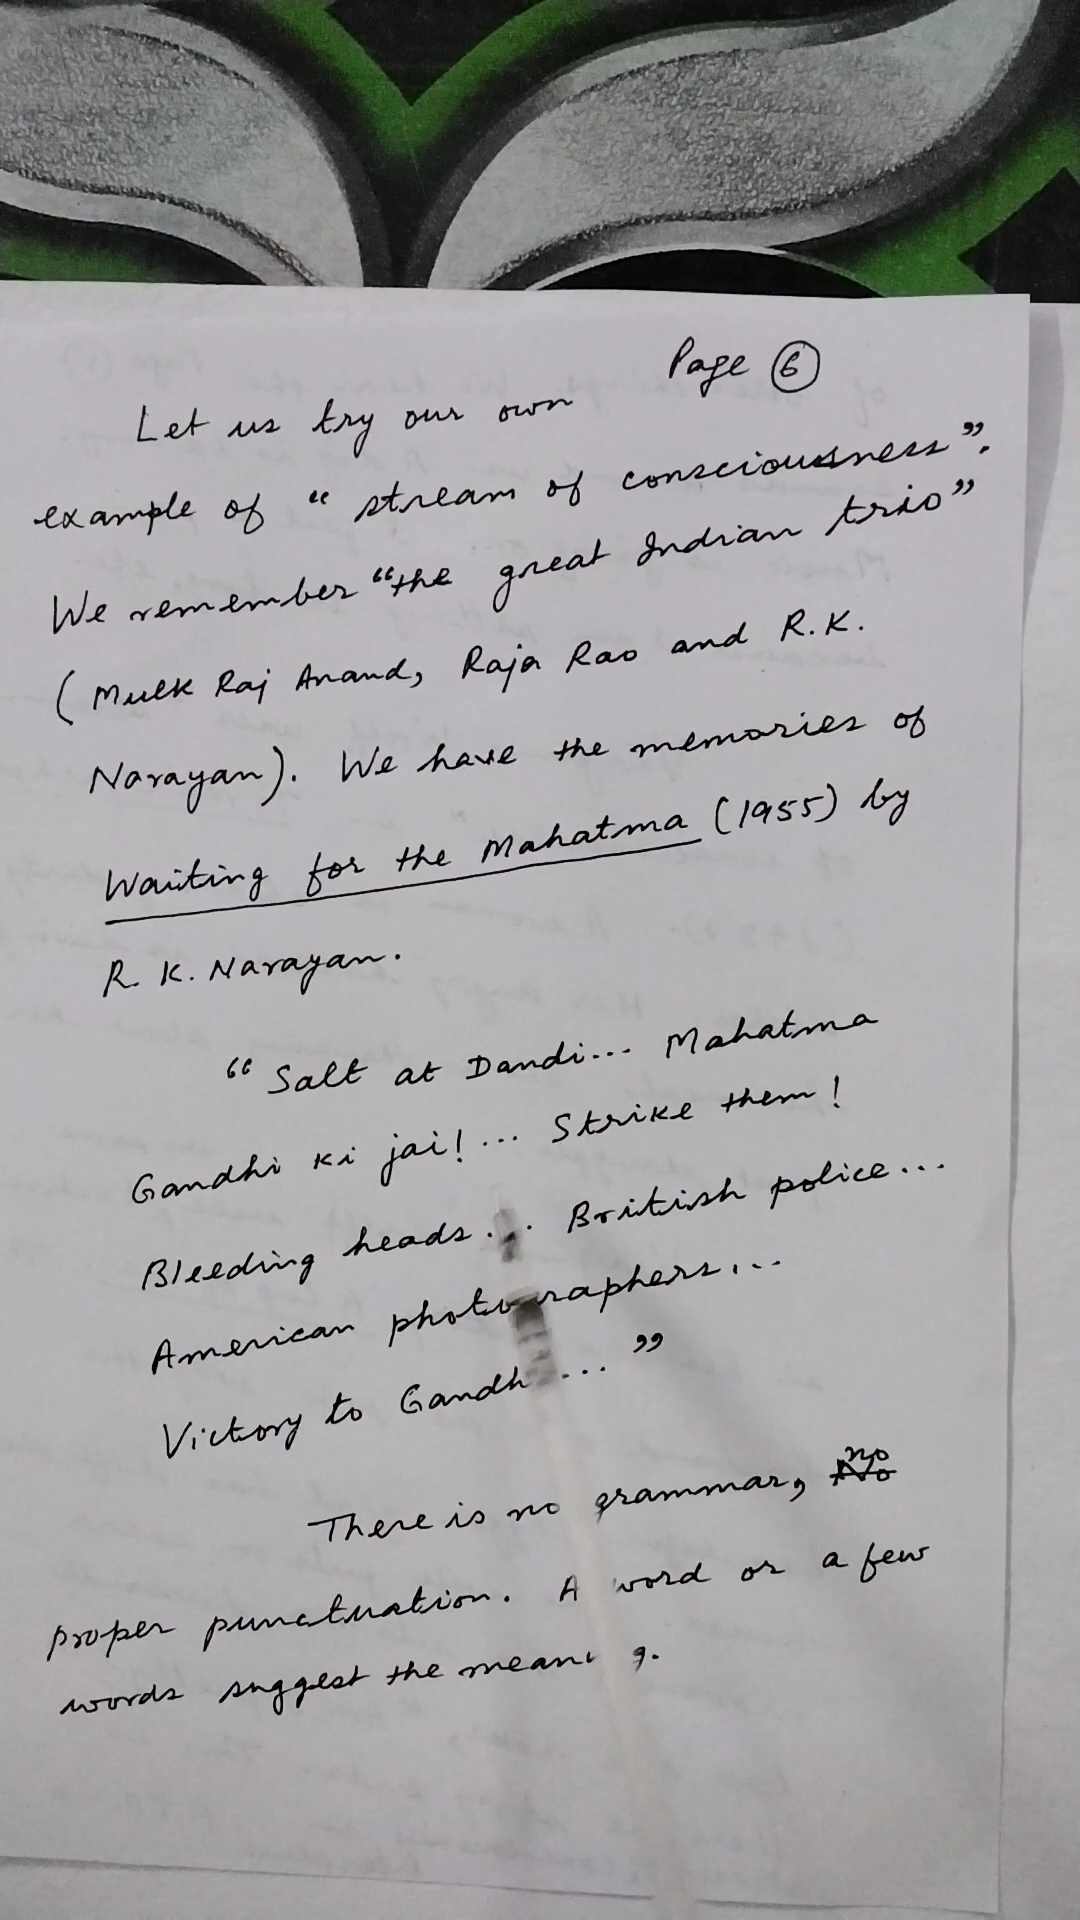 Page 6
Let us try our own
example of "stream of consciousness".
We remember "the great Indian trio"
(Mulk Raj Anand, Raja Rao and R.K.
Narayan). We have the memories of
Waiting for the Mahatma (1955) by
R. K. Narayan.
"Salt at Dandi... Mahatma
Gandhi ki jai!... Strike them!
Bleeding heads... British police...
American photographers...
Victory to Gandhi..."
There is no grammar, no
proper punctuation. A word or a few
words suggest the meaning.